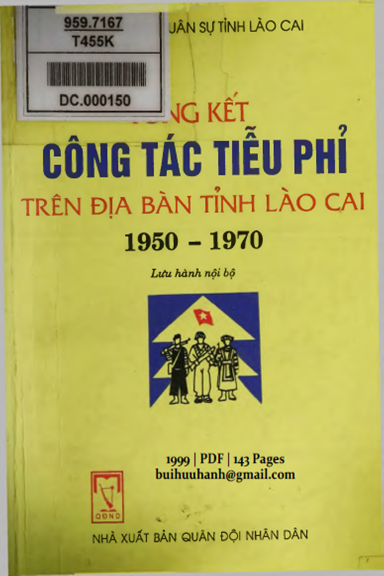 959.7167
T455K
DC.000150
UÂN SỰ TỈNH LÀO CAI
KẾT
CÔNG TÁC TIỄU PHỈ
TRÊN ĐỊA BÀN TỈNH LÀO CAI
1950 – 1970
Lưu hành nội bộ
1999 | PDF | 143 Pages
buihuuhanh@gmail.com
QĐND
NHÀ XUẤT BẢN QUÂN ĐỘI NHÂN DÂN